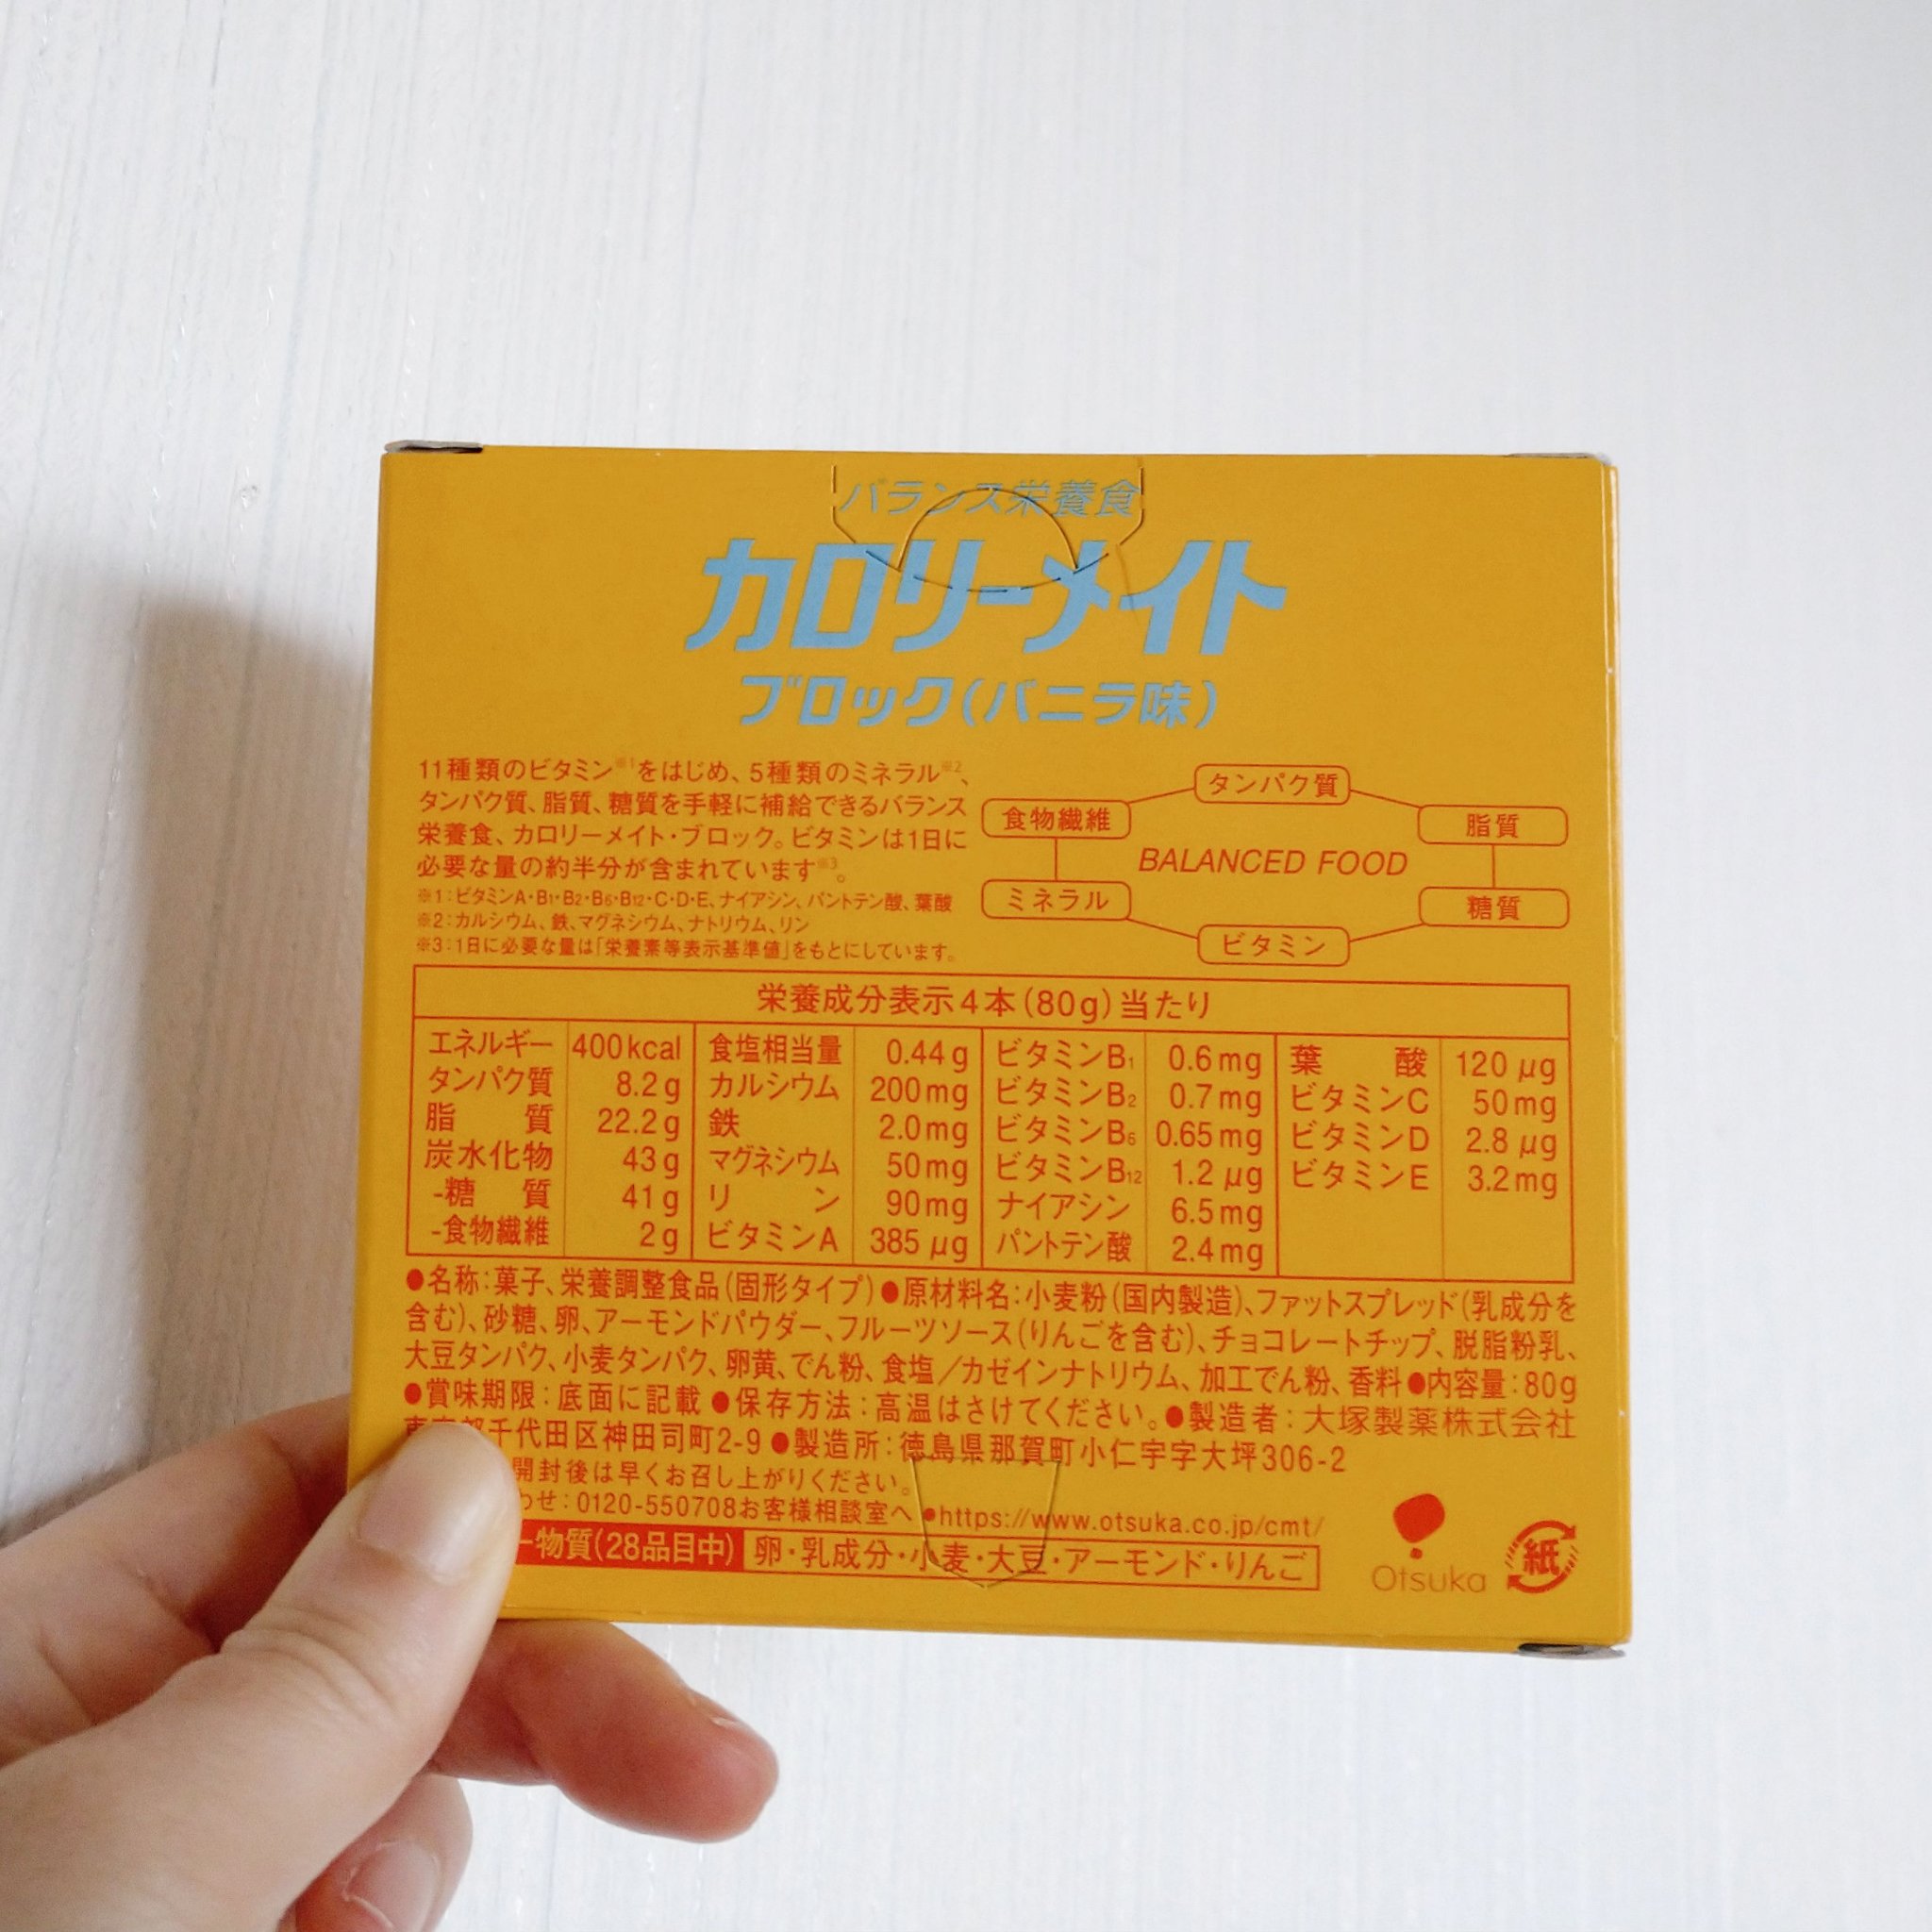 バランス栄養食
カロリーメイト
ブロック(バニラ味)
11種類のビタミン※1をはじめ、5種類のミネラル※2、
タンパク質、脂質、糖質を手軽に補給できるバランス
栄養食、カロリーメイト・ブロック。ビタミンは1日に
必要な量の約半分が含まれています※3。
※1:ビタミンA・B1・B2・B6・B12・C・D・E、ナイアシン、パントテン酸、葉酸
※2:カルシウム、鉄、マグネシウム、ナトリウム、リン
※3:1日に必要な量は「栄養素等表示基準値」をもとにしています。
タンパク質
食物繊維
脂質
BALANCED FOOD
ミネラル
糖質
ビタミン
栄養成分表示4本(80g)当たり
エネルギー 400kcal 食塩相当量 0.44g ビタミンB1 0.6mg 葉酸 120μg
タンパク質 8.2g カルシウム 200mg ビタミンB2 0.7mg ビタミンC 50mg
脂質 22.2g 鉄 2.0mg ビタミンB6 0.65mg ビタミンD 2.8μg
炭水化物 43g マグネシウム 50mg ビタミンB12 1.2μg ビタミンE 3.2mg
-糖質 41g リン 90mg ナイアシン 6.5mg
-食物繊維 2g ビタミンA 385μg パントテン酸 2.4mg
●名称:菓子、栄養調整食品(固形タイプ)●原材料名:小麦粉(国内製造)、ファットスプレッド(乳成分を
含む)、砂糖、卵、アーモンドパウダー、フルーツソース(りんごを含む)、チョコレートチップ、脱脂粉乳、
大豆タンパク、小麦タンパク、卵黄、でん粉、食塩/カゼインナトリウム、加工でん粉、香料●内容量:80g
●賞味期限:底面に記載●保存方法:高温はさけてください。●製造者:大塚製薬株式会社
千代田区神田司町2-9●製造所:徳島県那賀町小仁宇字大坪306-2
開封後は早くお召し上がりください。
わせ:0120-550708お客様相談室へ●https://www.otsuka.co.jp/cmt/
ー物質(28品目中) 卵・乳成分・小麦・大豆・アーモンド・りんご
Otsuka
紙